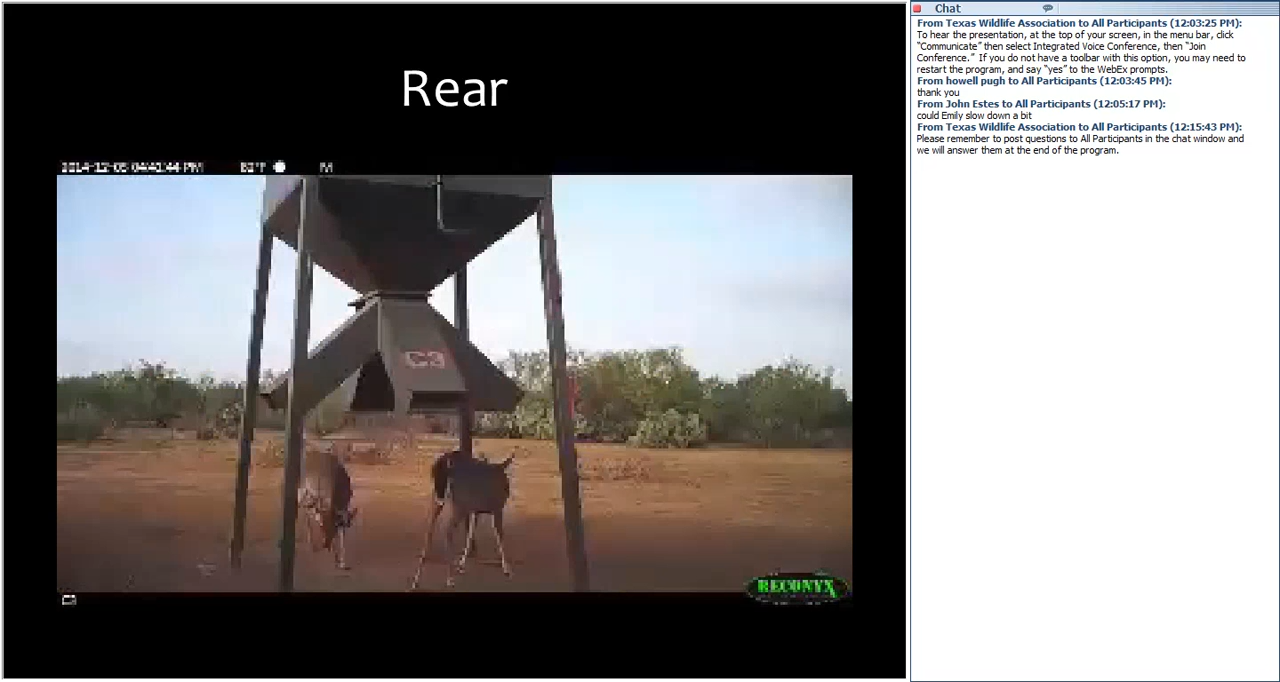 Rear
04:42:44 PM
M
C3
RECONYX
C3
Chat
From Texas Wildlife Association to All Participants (12:03:25 PM):
To hear the presentation, at the top of your screen, in the menu bar, click
"Communicate" then select Integrated Voice Conference, then "Join
Conference." If you do not have a toolbar with this option, you may need to
restart the program, and say "yes" to the WebEx prompts.
From howell pugh to All Participants (12:03:45 PM):
thank you
From John Estes to All Participants (12:05:17 PM):
could Emily slow down a bit
From Texas Wildlife Association to All Participants (12:15:43 PM):
Please remember to post questions to All Participants in the chat window and
we will answer them at the end of the program.